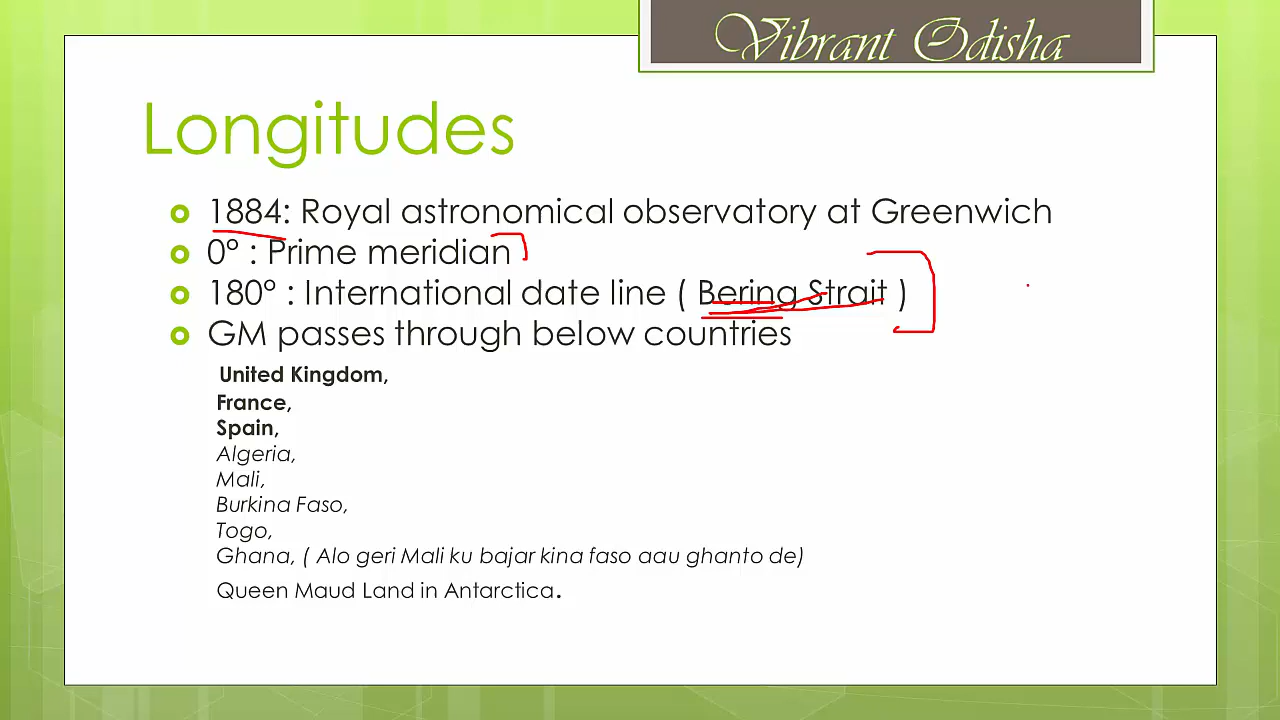 Vibrant Odisha
Longitudes
1884: Royal astronomical observatory at Greenwich
0° : Prime meridian
180° : International date line ( Bering Strait )
GM passes through below countries
United Kingdom,
France,
Spain,
Algeria,
Mali,
Burkina Faso,
Togo,
Ghana, ( Alo geri Mali ku bajar kina faso aau ghanto de)
Queen Maud Land in Antarctica.